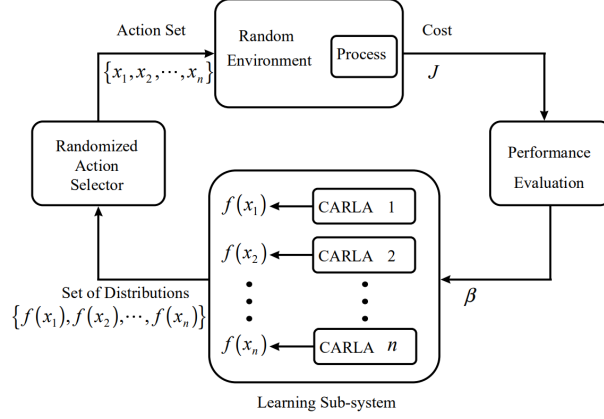 Action Set
{x₁, x₂, ⋯, xₙ}
Random
Environment
Process
Cost
J
Randomized
Action
Selector
Performance
Evaluation
f(x₁)
CARLA 1
f(x₂)
CARLA 2
f(xₙ)
CARLA n
β
Set of Distributions
{f(x₁), f(x₂), ⋯, f(xₙ)}
Learning Sub-system